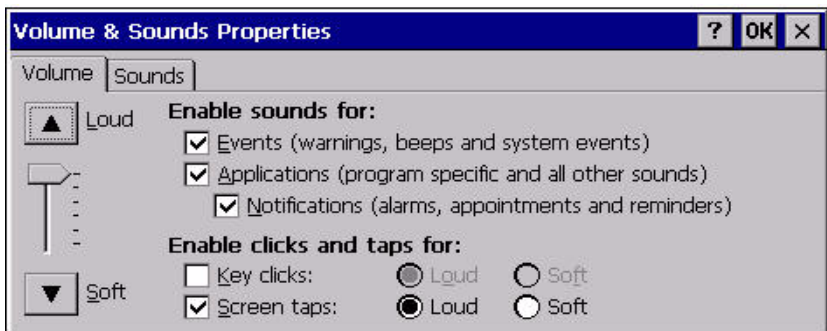 Volume & Sounds Properties ? OK ×
Volume Sounds
Loud
Enable sounds for:
Events (warnings, beeps and system events)
Applications (program specific and all other sounds)
Notifications (alarms, appointments and reminders)
Enable clicks and taps for:
Key clicks: Loud Soft
Soft
Screen taps: Loud Soft